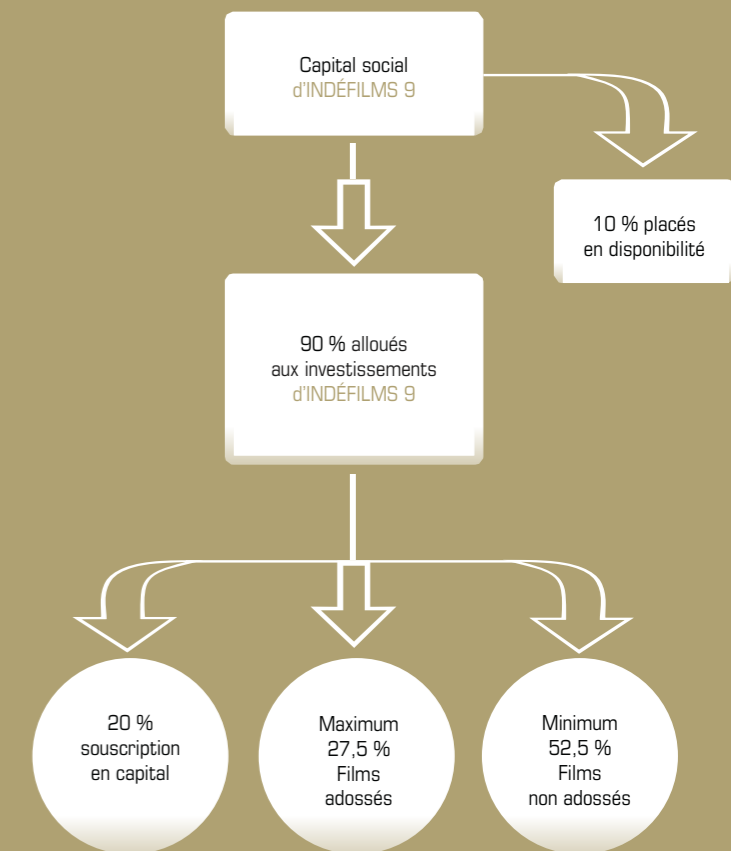 Capital social
d'INDÉFILMS 9
10 % placés
en disponibilité
90 % alloués
aux investissements
d'INDÉFILMS 9
20 %
souscription
en capital
Maximum
27,5 %
Films
adossés
Minimum
52,5 %
Films
non adossés